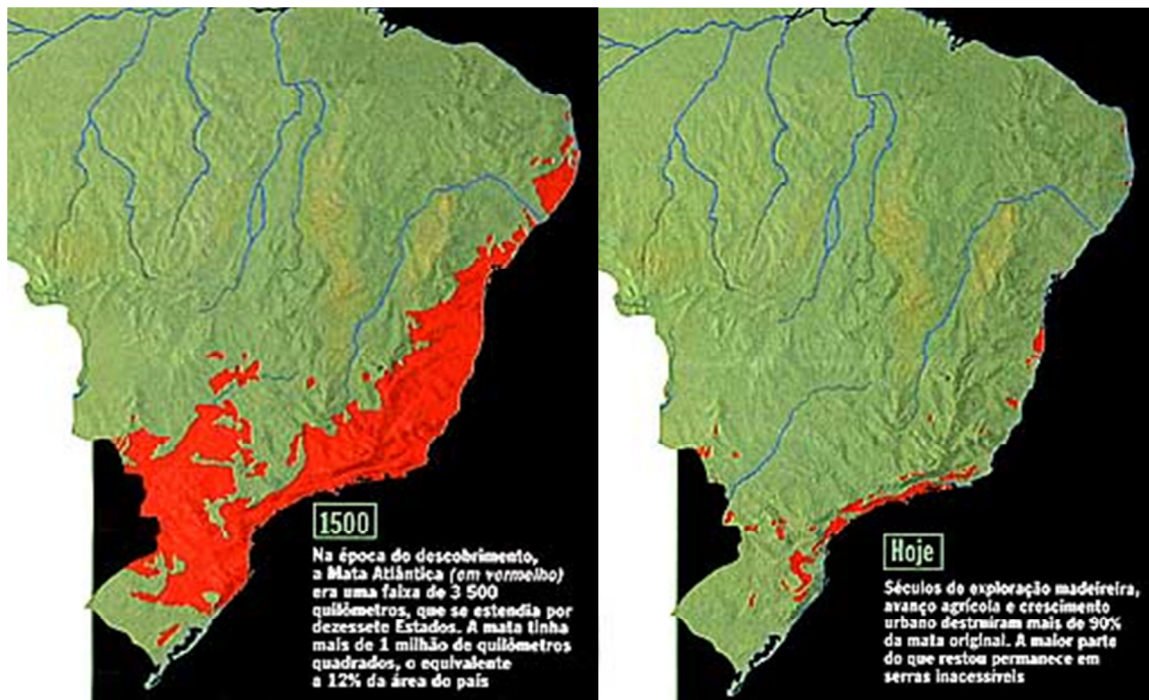 1500
Na época do descobrimento,
a Mata Atlântica (em vermelho)
era uma faixa de 3 500
quilômetros, que se estendia por
dezessete Estados. A mata tinha
mais de 1 milhão de quilômetros
quadrados, o equivalente
a 12% da área do país
Hoje
Séculos de exploração madeireira,
avanço agrícola e crescimento
urbano destruíram mais de 90%
da mata original. A maior parte
do que restou permanece em
serras inacessíveis